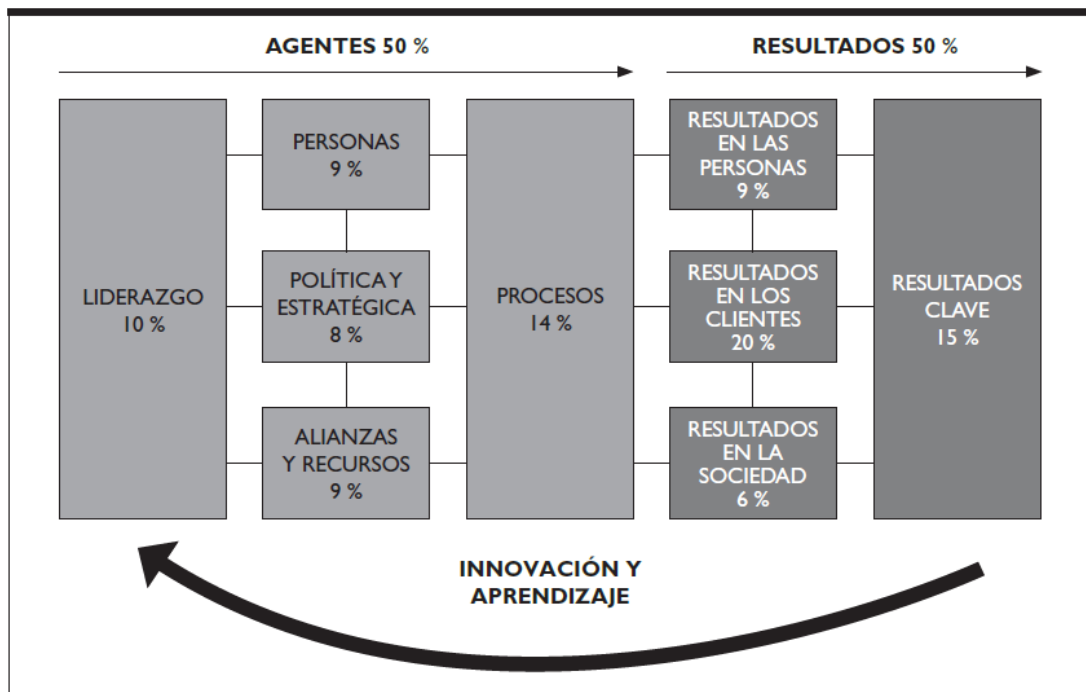 AGENTES 50 %
RESULTADOS 50 %
LIDERAZGO
10 %
PERSONAS
9 %
POLÍTICA Y
ESTRATÉGICA
8 %
ALIANZAS
Y RECURSOS
9 %
PROCESOS
14 %
RESULTADOS
EN LAS
PERSONAS
9 %
RESULTADOS
EN LOS
CLIENTES
20 %
RESULTADOS
EN LA
SOCIEDAD
6 %
RESULTADOS
CLAVE
15 %
INNOVACIÓN Y
APRENDIZAJE